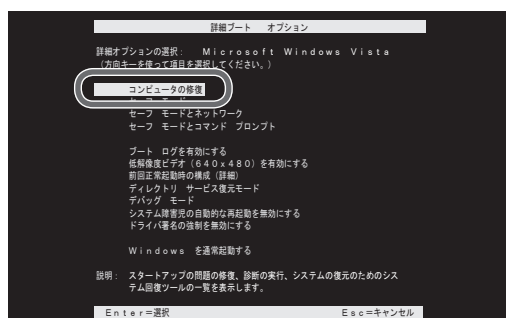 詳細ブート オプション
詳細オプションの選択： Ｍｉｃｒｏｓｏｆｔ Ｗｉｎｄｏｗｓ Ｖｉｓｔａ
（方向キーを使って項目を選択してください。）
コンピュータの修復
セーフ モード
セーフ モードとネットワーク
セーフ モードとコマンド プロンプト
ブート ログを有効にする
低解像度ビデオ（６４０ｘ４８０）を有効にする
前回正常起動時の構成（詳細）
ディレクトリ サービス復元モード
デバッグ モード
システム障害児の自動的な再起動を無効にする
ドライバ署名の強制を無効にする
Ｗｉｎｄｏｗｓ を通常起動する
説明： スタートアップの問題の修復、診断の実行、システムの復元のためのシス
テム回復ツールの一覧を表示します。
Ｅｎｔｅｒ＝選択 Ｅｓｃ＝キャンセル